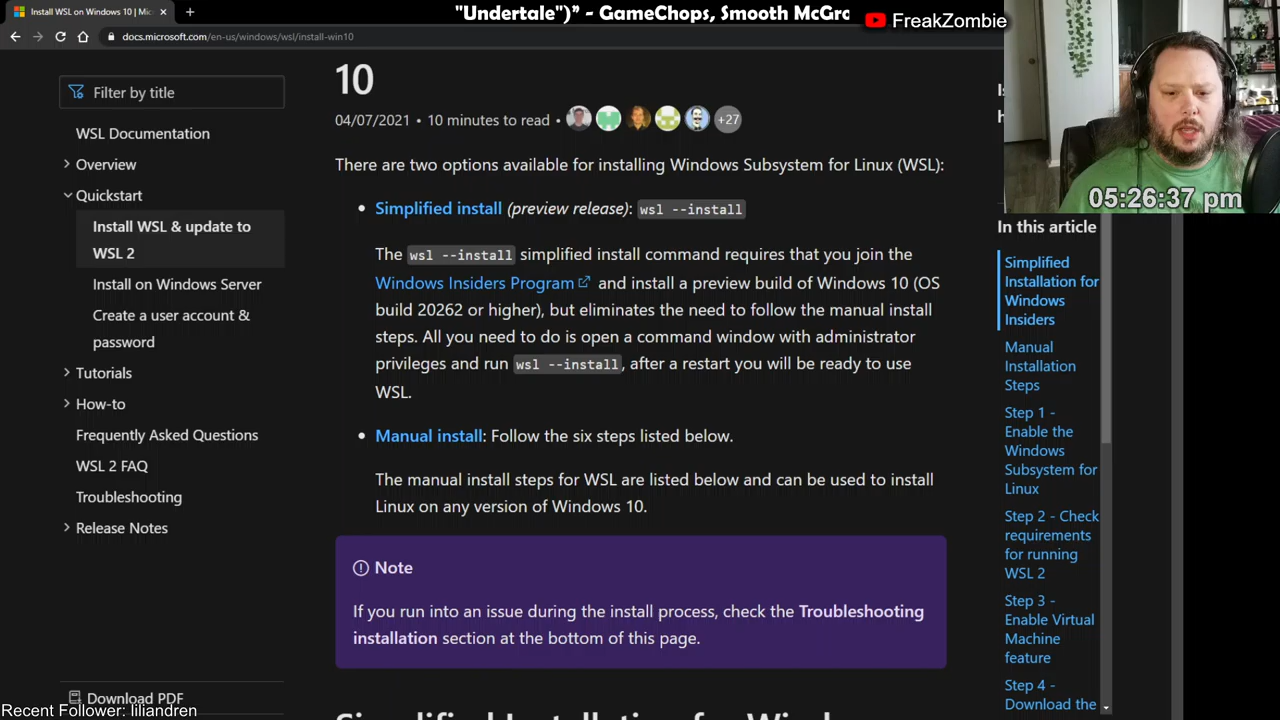 Install WSL on Windows 10 | Mic
"Undertale")" - GameChops, Smooth McGro
FreakZombie
docs.microsoft.com/en-us/windows/wsl/install-win10
Filter by title
WSL Documentation
Overview
Quickstart
Install WSL & update to
WSL 2
Install on Windows Server
Create a user account &
password
Tutorials
How-to
Frequently Asked Questions
WSL 2 FAQ
Troubleshooting
Release Notes
Download PDF
Recent Follower: liliandren
10
04/07/2021 • 10 minutes to read •
+27
There are two options available for installing Windows Subsystem for Linux (WSL):
• Simplified install (preview release): wsl --install
The wsl --install simplified install command requires that you join the
Windows Insiders Program and install a preview build of Windows 10 (OS
build 20262 or higher), but eliminates the need to follow the manual install
steps. All you need to do is open a command window with administrator
privileges and run wsl --install, after a restart you will be ready to use
WSL.
• Manual install: Follow the six steps listed below.
The manual install steps for WSL are listed below and can be used to install
Linux on any version of Windows 10.
Note
If you run into an issue during the install process, check the Troubleshooting
installation section at the bottom of this page.
05:26:37 pm
In this article
Simplified
Installation for
Windows
Insiders
Manual
Installation
Steps
Step 1 -
Enable the
Windows
Subsystem for
Linux
Step 2 - Check
requirements
for running
WSL 2
Step 3 -
Enable Virtual
Machine
feature
Step 4 -
Download the